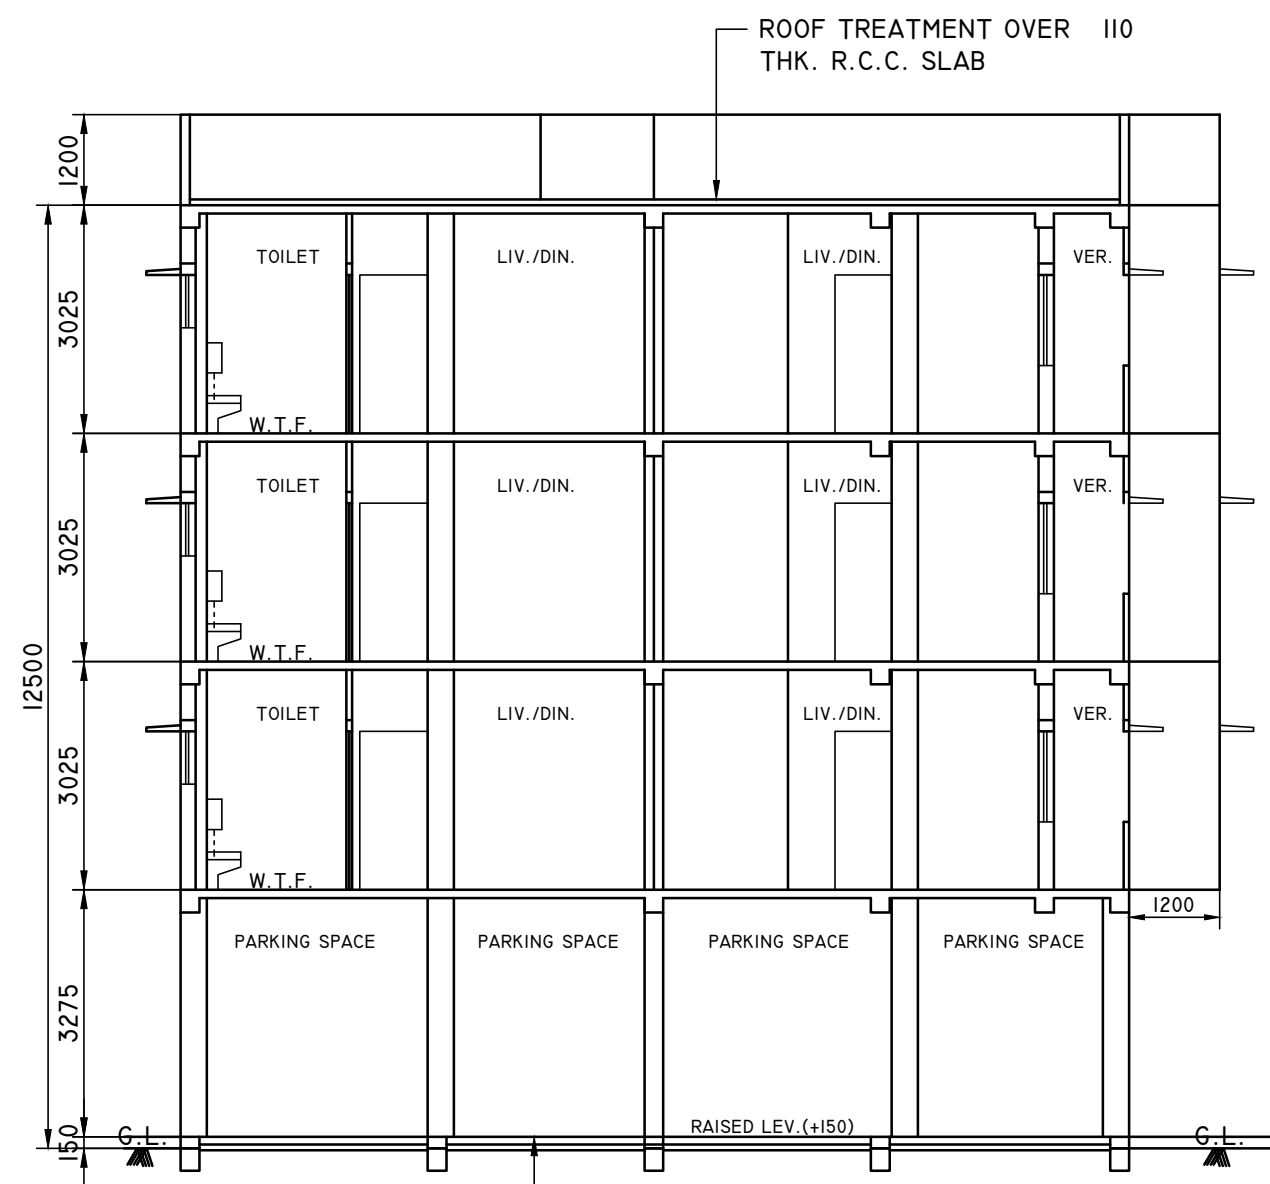 ROOF TREATMENT OVER 110
THK. R.C.C. SLAB
1200
3025
TOILET LIV./DIN. LIV./DIN. VER.
W.T.F.
3025
TOILET LIV./DIN. LIV./DIN. VER.
W.T.F.
12500
3025
TOILET LIV./DIN. LIV./DIN. VER.
W.T.F.
1200
3275
PARKING SPACE PARKING SPACE PARKING SPACE PARKING SPACE
RAISED LEV.(+150)
150
G.L. G.L.